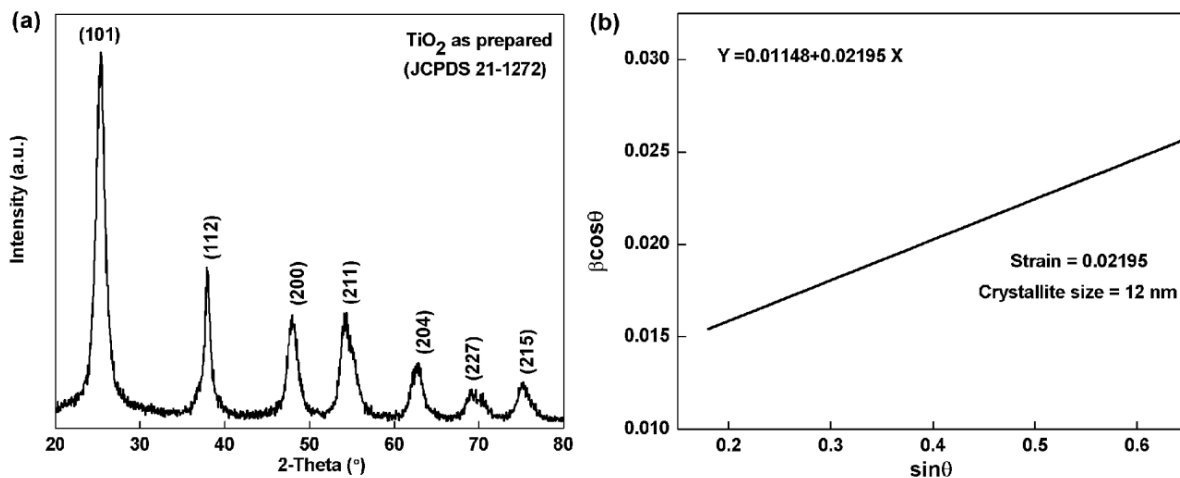 (a)
TiO2 as prepared
(JCPDS 21-1272)
(101)
(112)
(200)
(211)
(204)
(227)
(215)
Intensity (a.u.)
20 30 40 50 60 70 80
2-Theta (°)
(b)
Y =0.01148+0.02195 X
0.030
0.025
0.020
0.015
0.010
βcosθ
Strain = 0.02195
Crystallite size = 12 nm
0.2 0.3 0.4 0.5 0.6
sinθ